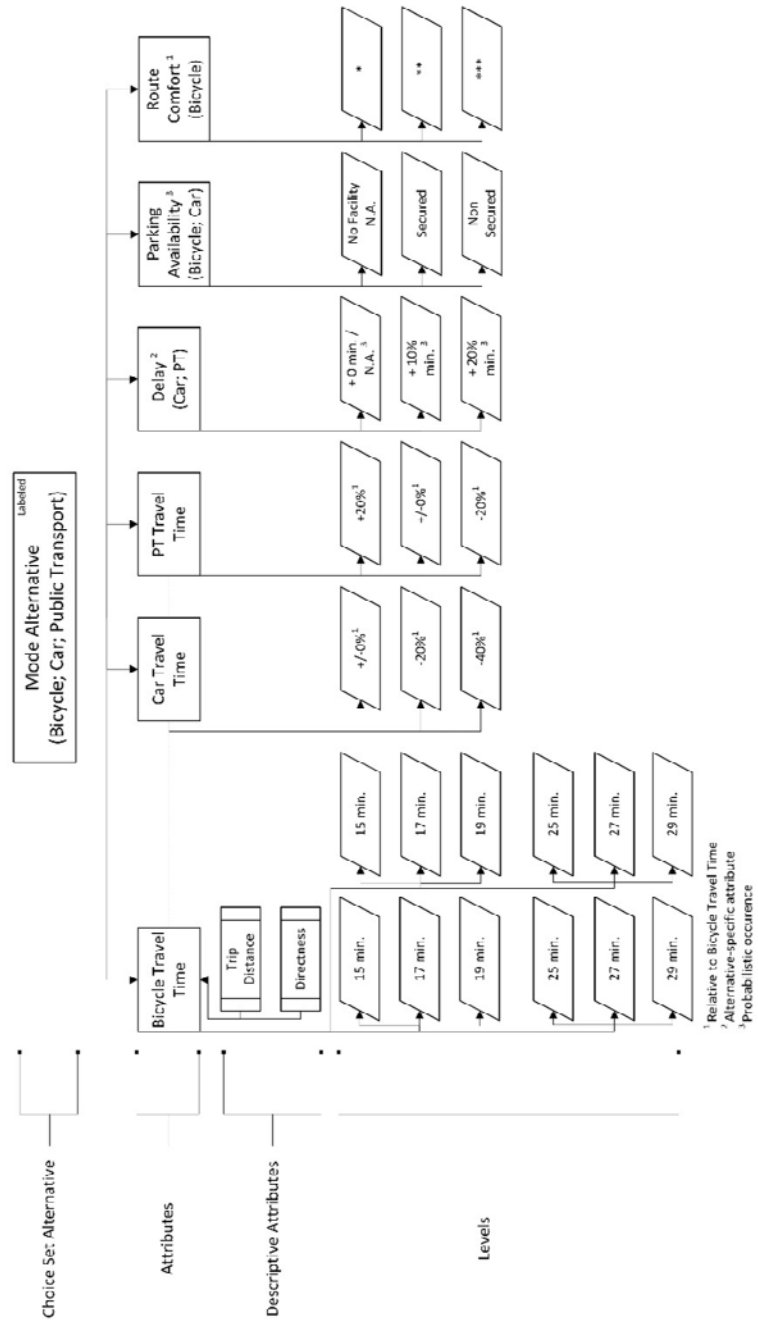 Choice Set Alternative
Labeled
Mode Alternative
(Bicycle; Car; Public Transport)
Attributes
Bicycle Travel
Time
Car Travel
Time
PT Travel
Time
Delay ²
(Car; PT)
Parking
Availability ³
(Bicycle; Car)
Route
Comfort ¹
(Bicycle)
Descriptive Attributes
Trip
Distance
Directness
Levels
15 min.
17 min.
19 min.
25 min.
27 min.
29 min.
15 min.
17 min.
19 min.
25 min.
27 min.
29 min.
+/-0%¹
-20%¹
-40%¹
+20%¹
+/-0%¹
-20%¹
+ 0 min. /
N.A. ³
+ 10%
min. ³
+ 20%
min. ³
No Facility
N.A.
Secured
Non
Secured
*
**
***
¹ Relative to Bicycle Travel Time
² Alternative-specific attribute
³ Probabilistic occurence